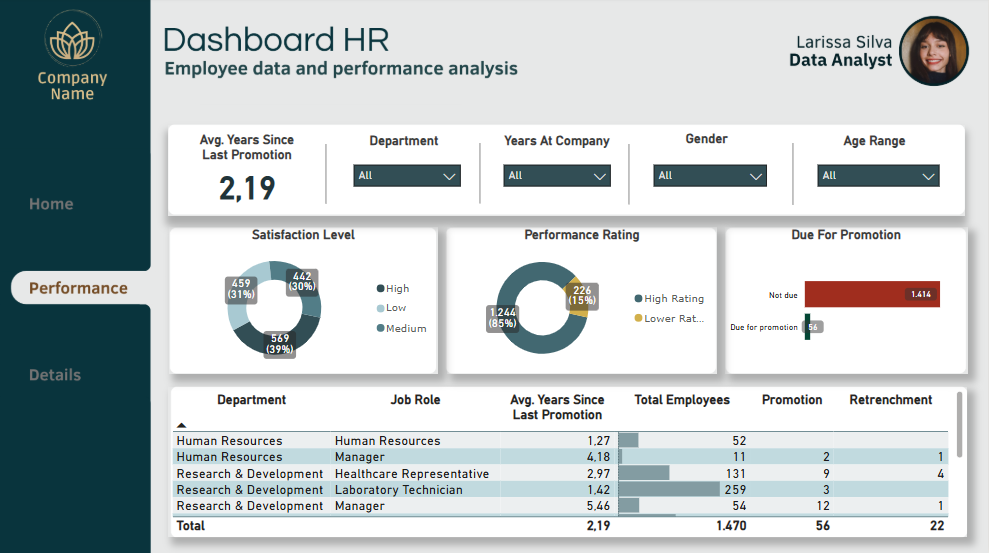 Company
Name
Dashboard HR
Employee data and performance analysis
Larissa Silva
Data Analyst
Home
Performance
Details
Avg. Years Since
Last Promotion
2,19
Department
All
Years At Company
All
Gender
All
Age Range
All
Satisfaction Level
459
(31%)
442
(30%)
569
(39%)
High
Low
Medium
Performance Rating
226
(15%)
1.244
(85%)
High Rating
Lower Rat...
Due For Promotion
Not due 1.414
Due for promotion 56
Department Job Role Avg. Years Since Last Promotion Total Employees Promotion Retrenchment
Human Resources Human Resources 1,27 52
Human Resources Manager 4,18 11 2 1
Research & Development Healthcare Representative 2,97 131 9 4
Research & Development Laboratory Technician 1,42 259 3
Research & Development Manager 5,46 54 12 1
Total 2,19 1.470 56 22